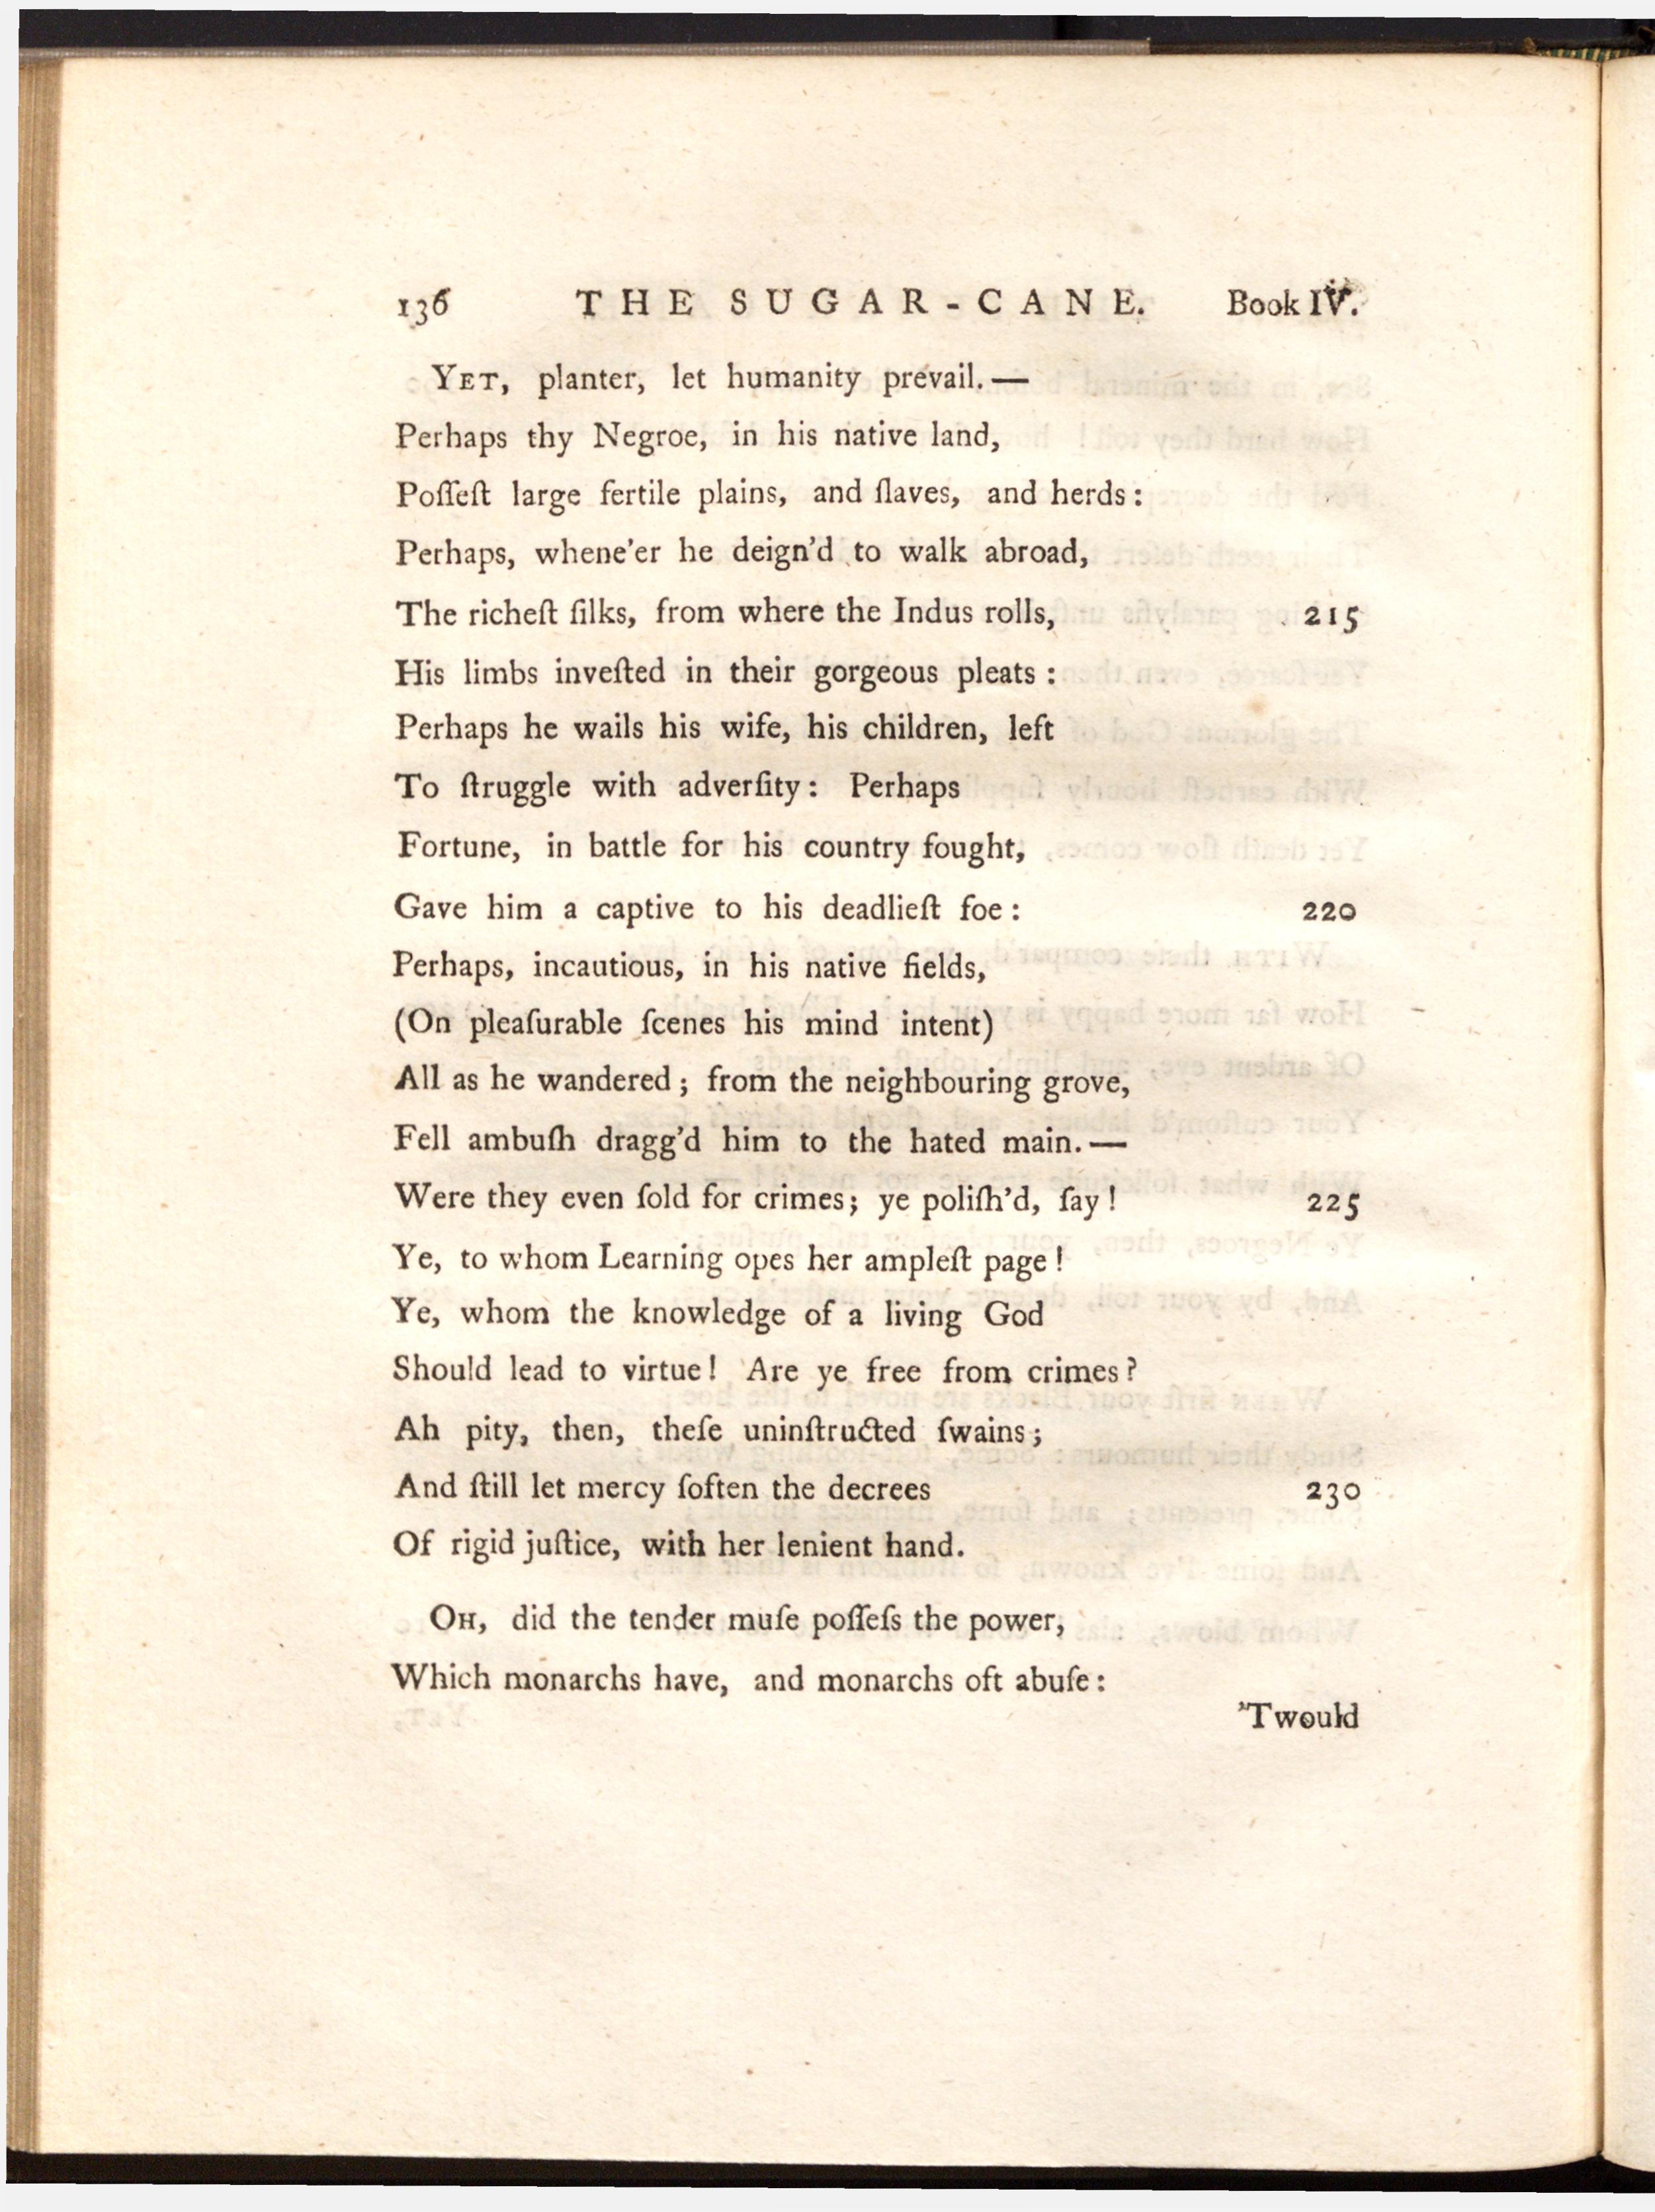 136 THE SUGAR-CANE. Book IV.
YET, planter, let humanity prevail.—
Perhaps thy Negroe, in his native land,
Poſſeſt large fertile plains, and ſlaves, and herds:
Perhaps, whene'er he deign'd to walk abroad,
The richeſt ſilks, from where the Indus rolls, 215
His limbs inveſted in their gorgeous pleats:
Perhaps he wails his wife, his children, left
To ſtruggle with adverſity: Perhaps
Fortune, in battle for his country fought,
Gave him a captive to his deadlieſt foe: 220
Perhaps, incautious, in his native fields,
(On pleaſurable ſcenes his mind intent)
All as he wandered; from the neighbouring grove,
Fell ambuſh dragg'd him to the hated main.—
Were they even ſold for crimes; ye poliſh'd, ſay! 225
Ye, to whom Learning opes her ampleſt page!
Ye, whom the knowledge of a living God
Should lead to virtue! Are ye free from crimes?
Ah pity, then, theſe uninſtructed ſwains;
And ſtill let mercy ſoften the decrees 230
Of rigid juſtice, with her lenient hand.
OH, did the tender muſe poſſeſs the power,
Which monarchs have, and monarchs oft abuſe:
'Twould